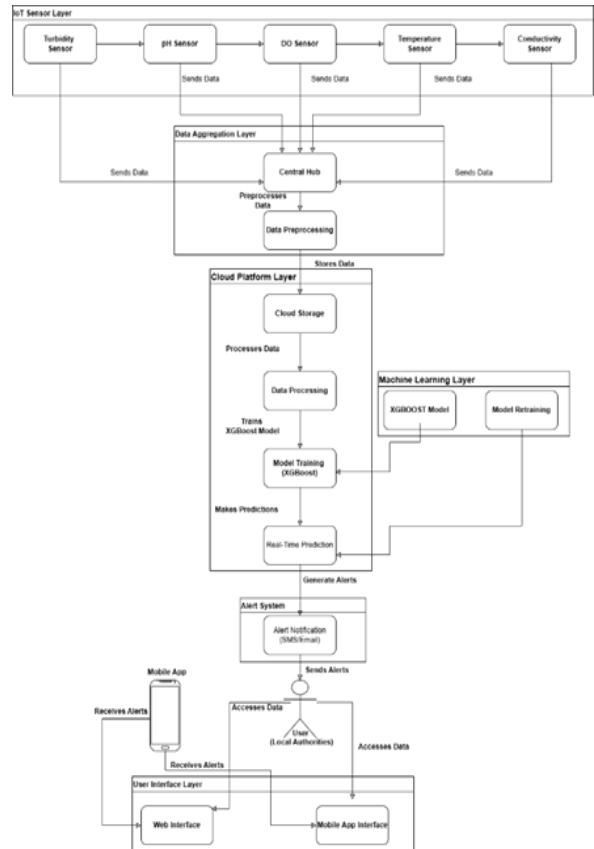 IoT Sensor Layer
Turbidity
Sensor
pH Sensor
DO Sensor
Temperature
Sensor
Conductivity
Sensor
Sends Data
Sends Data
Sends Data
Data Aggregation Layer
Central Hub
Sends Data
Sends Data
Preprocesses
Data
Data Preprocessing
Stores Data
Cloud Platform Layer
Cloud Storage
Processes Data
Data Processing
Machine Learning Layer
XGBOOST Model
Model Retraining
Trains
XGBoost Model
Model Training
(XGBoost)
Makes Predictions
Real-Time Prediction
Generate Alerts
Alert System
Alert Notification
(SMS/Email)
Sends Alerts
Mobile App
Receives Alerts
Accesses Data
User
(Local Authorities)
Accesses Data
Receives Alerts
User Interface Layer
Web Interface
Mobile App Interface